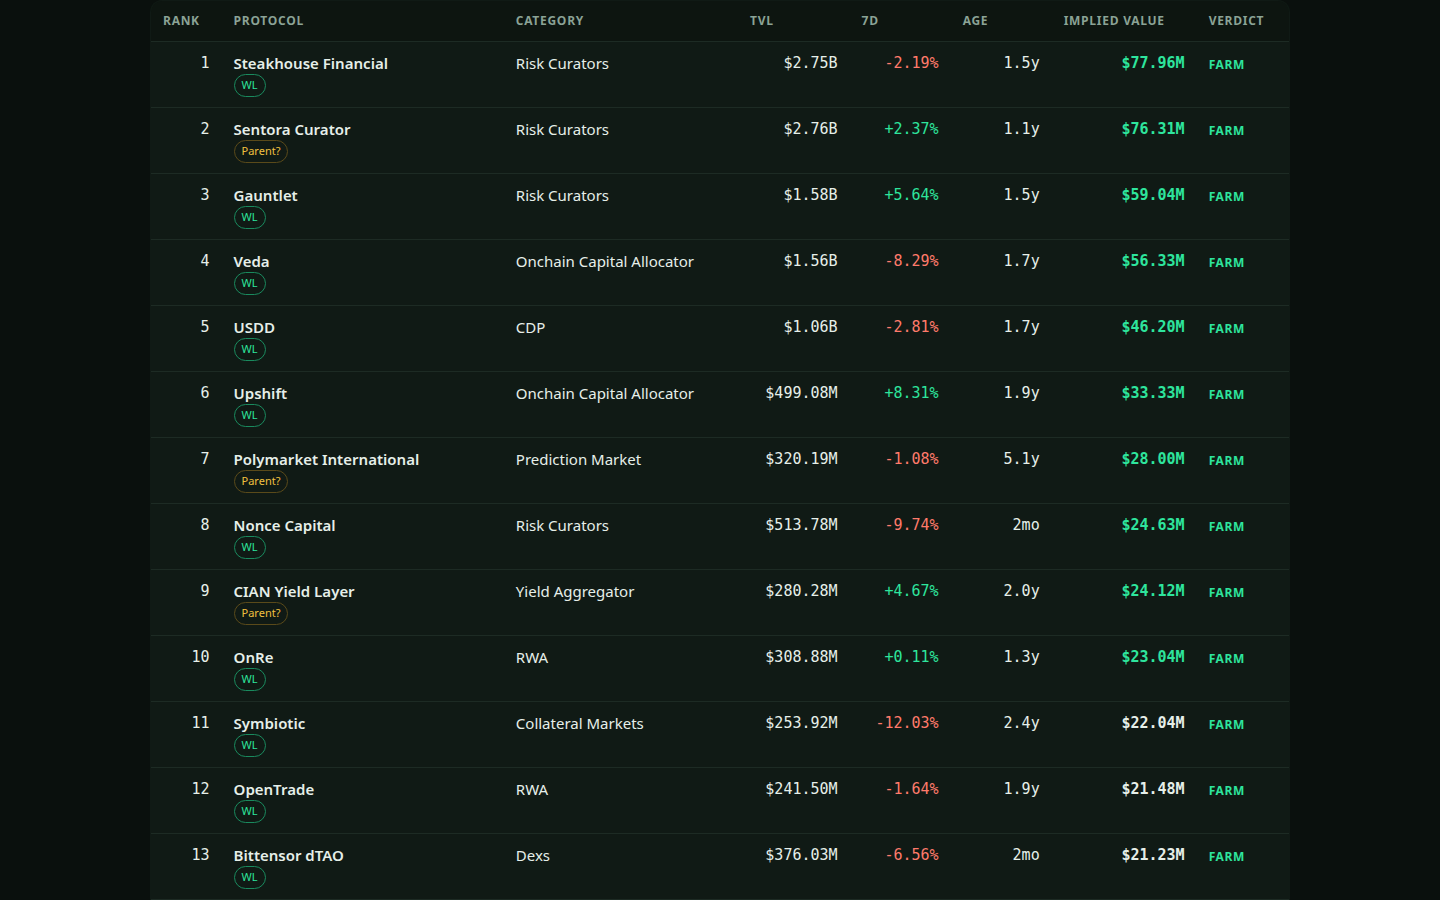 RANK PROTOCOL CATEGORY TVL 7D AGE IMPLIED VALUE VERDICT
1 Steakhouse Financial Risk Curators $2.75B -2.19% 1.5y $77.96M FARM
WL
2 Sentora Curator Risk Curators $2.76B +2.37% 1.1y $76.31M FARM
Parent?
3 Gauntlet Risk Curators $1.58B +5.64% 1.5y $59.04M FARM
WL
4 Veda Onchain Capital Allocator $1.56B -8.29% 1.7y $56.33M FARM
WL
5 USDD CDP $1.06B -2.81% 1.7y $46.20M FARM
WL
6 Upshift Onchain Capital Allocator $499.08M +8.31% 1.9y $33.33M FARM
WL
7 Polymarket International Prediction Market $320.19M -1.08% 5.1y $28.00M FARM
Parent?
8 Nonce Capital Risk Curators $513.78M -9.74% 2mo $24.63M FARM
WL
9 CIAN Yield Layer Yield Aggregator $280.28M +4.67% 2.0y $24.12M FARM
Parent?
10 OnRe RWA $308.88M +0.11% 1.3y $23.04M FARM
WL
11 Symbiotic Collateral Markets $253.92M -12.03% 2.4y $22.04M FARM
WL
12 OpenTrade RWA $241.50M -1.64% 1.9y $21.48M FARM
WL
13 Bittensor dTAO Dexs $376.03M -6.56% 2mo $21.23M FARM
WL